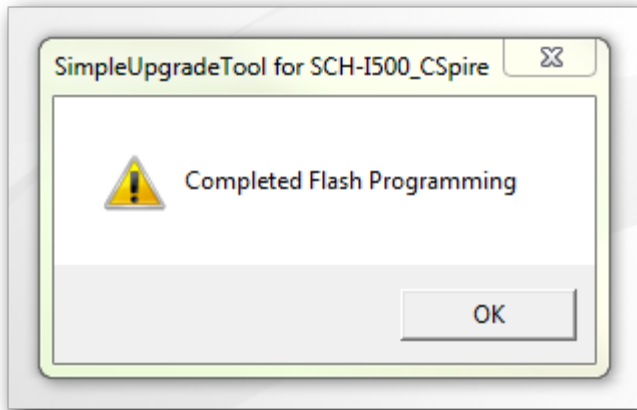 SimpleUpgradeTool for SCH-I500_CSpire
Completed Flash Programming
OK